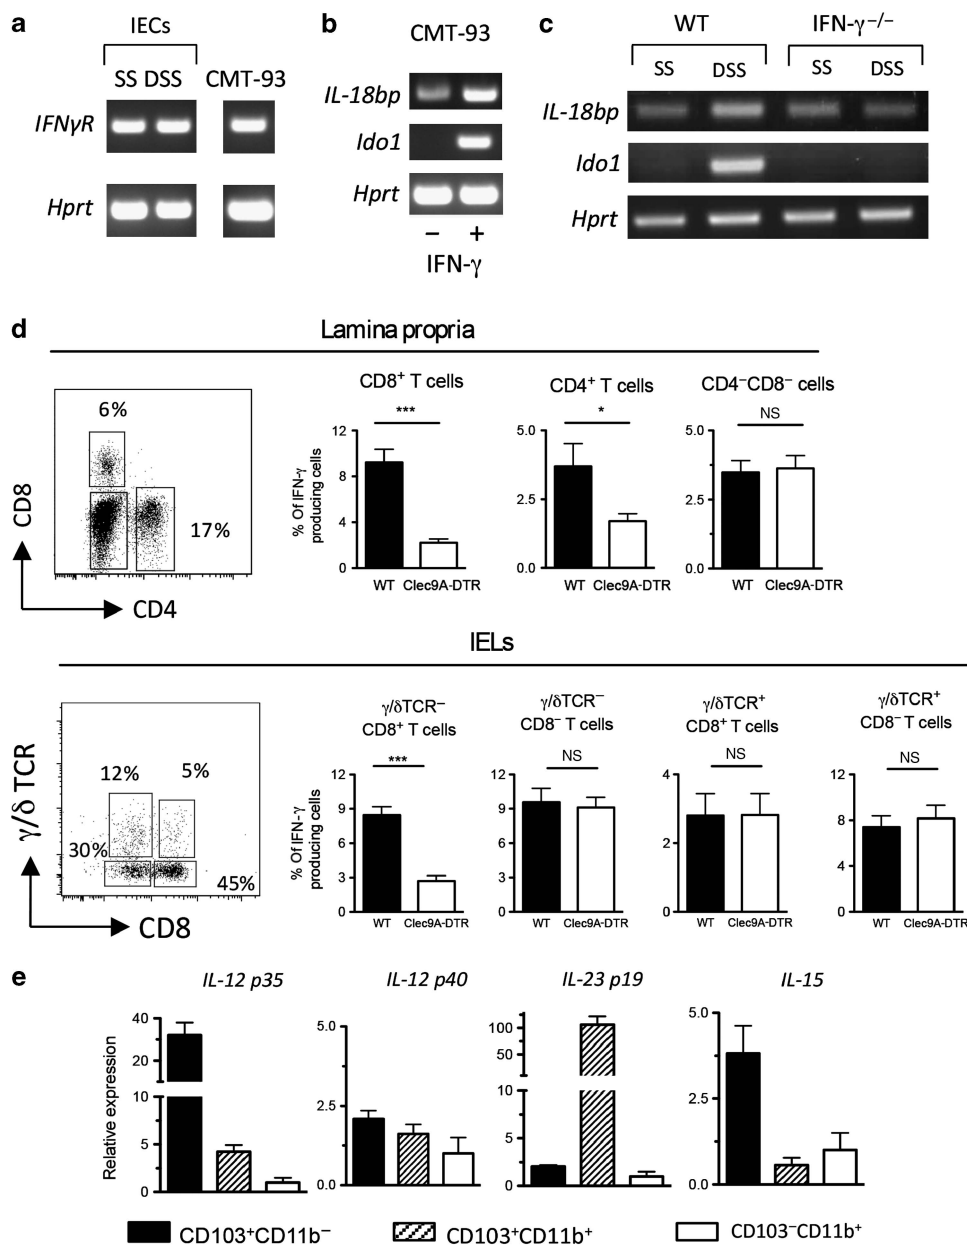 a
IECs
SS DSS CMT-93
IFNγR
Hprt
b
CMT-93
IL-18bp
Ido1
Hprt
– +
IFN-γ
c
WT IFN-γ⁻/⁻
SS DSS SS DSS
IL-18bp
Ido1
Hprt
d
Lamina propria
6%
17%
CD8
CD4
CD8⁺ T cells
***
% Of IFN-γ
producing cells
12
8
4
0
WT Clec9A-DTR
CD4⁺ T cells
*
5.0
2.5
0.0
WT Clec9A-DTR
CD4⁻CD8⁻ cells
NS
5.0
2.5
0.0
WT Clec9A-DTR
IELs
12% 5%
30%
45%
γ/δ TCR
CD8
γ/δTCR⁻
CD8⁺ T cells
***
% Of IFN-γ
producing cells
12
9
6
3
0
WT Clec9A-DTR
γ/δTCR⁻
CD8⁻ T cells
NS
12
9
6
3
0
WT Clec9A-DTR
γ/δTCR⁺
CD8⁺ T cells
NS
4
2
0
WT Clec9A-DTR
γ/δTCR⁺
CD8⁻ T cells
NS
12
8
4
0
WT Clec9A-DTR
e
IL-12 p35
Relative expression
40
20
10
5
0
IL-12 p40
5.0
2.5
0.0
IL-23 p19
100
50
10
5
0
IL-15
5.0
2.5
0.0
CD103⁺CD11b⁻
CD103⁺CD11b⁺
CD103⁻CD11b⁺